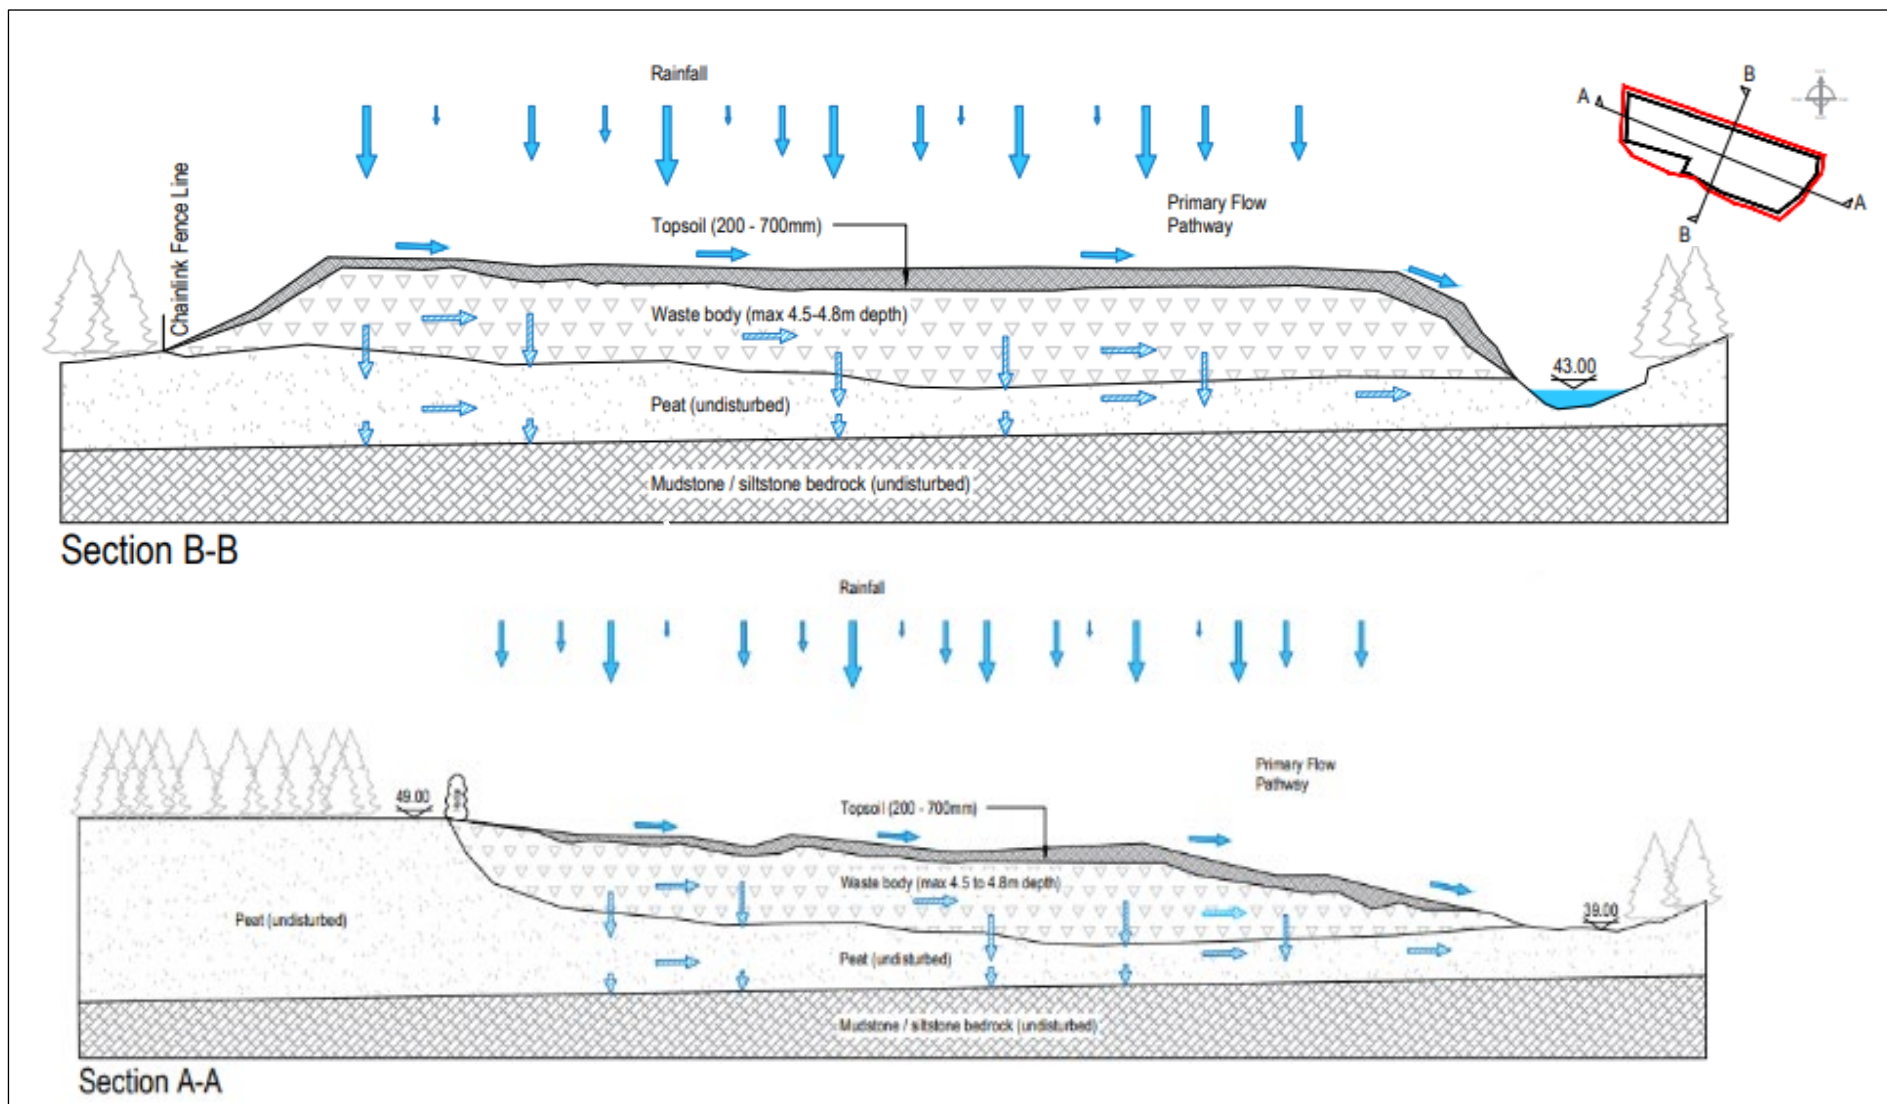 Rainfall
B
A
Chainlink Fence Line
Primary Flow
Pathway
A
Topsoil (200 - 700mm)
B
Waste body (max 4.5-4.8m depth)
43.00
Peat (undisturbed)
Mudstone / siltstone bedrock (undisturbed)
Section B-B
Rainfall
Primary Flow
Pathway
49.00
Topsoil (200 - 700mm)
Waste body (max 4.5 to 4.8m depth)
Peat (undisturbed)
39.00
Peat (undisturbed)
Mudstone / siltstone bedrock (undisturbed)
Section A-A